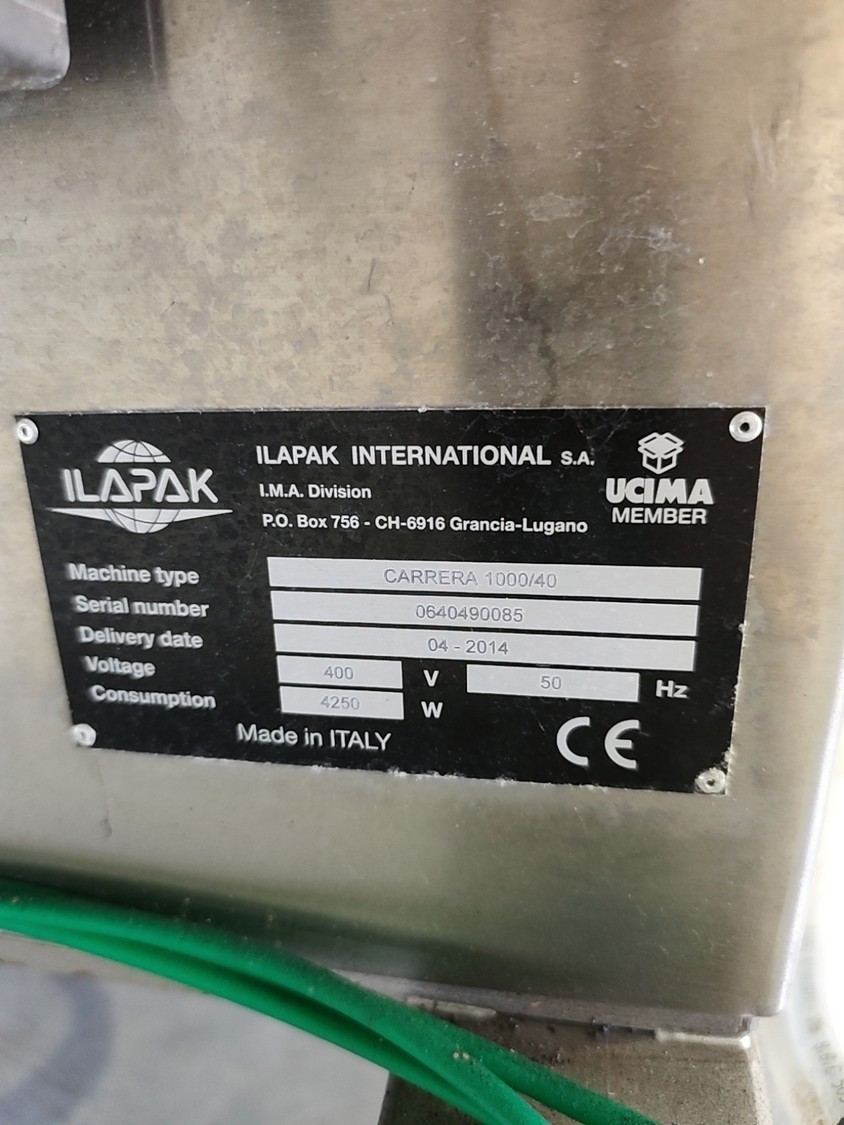 ILAPAK
ILAPAK INTERNATIONAL S.A.
I.M.A. Division
P.O. Box 756 - CH-6916 Grancia-Lugano
UCIMA
MEMBER
Machine type CARRERA 1000/40
Serial number 0640490085
Delivery date 04 - 2014
Voltage 400 V 50 Hz
Consumption 4250 W
Made in ITALY CE